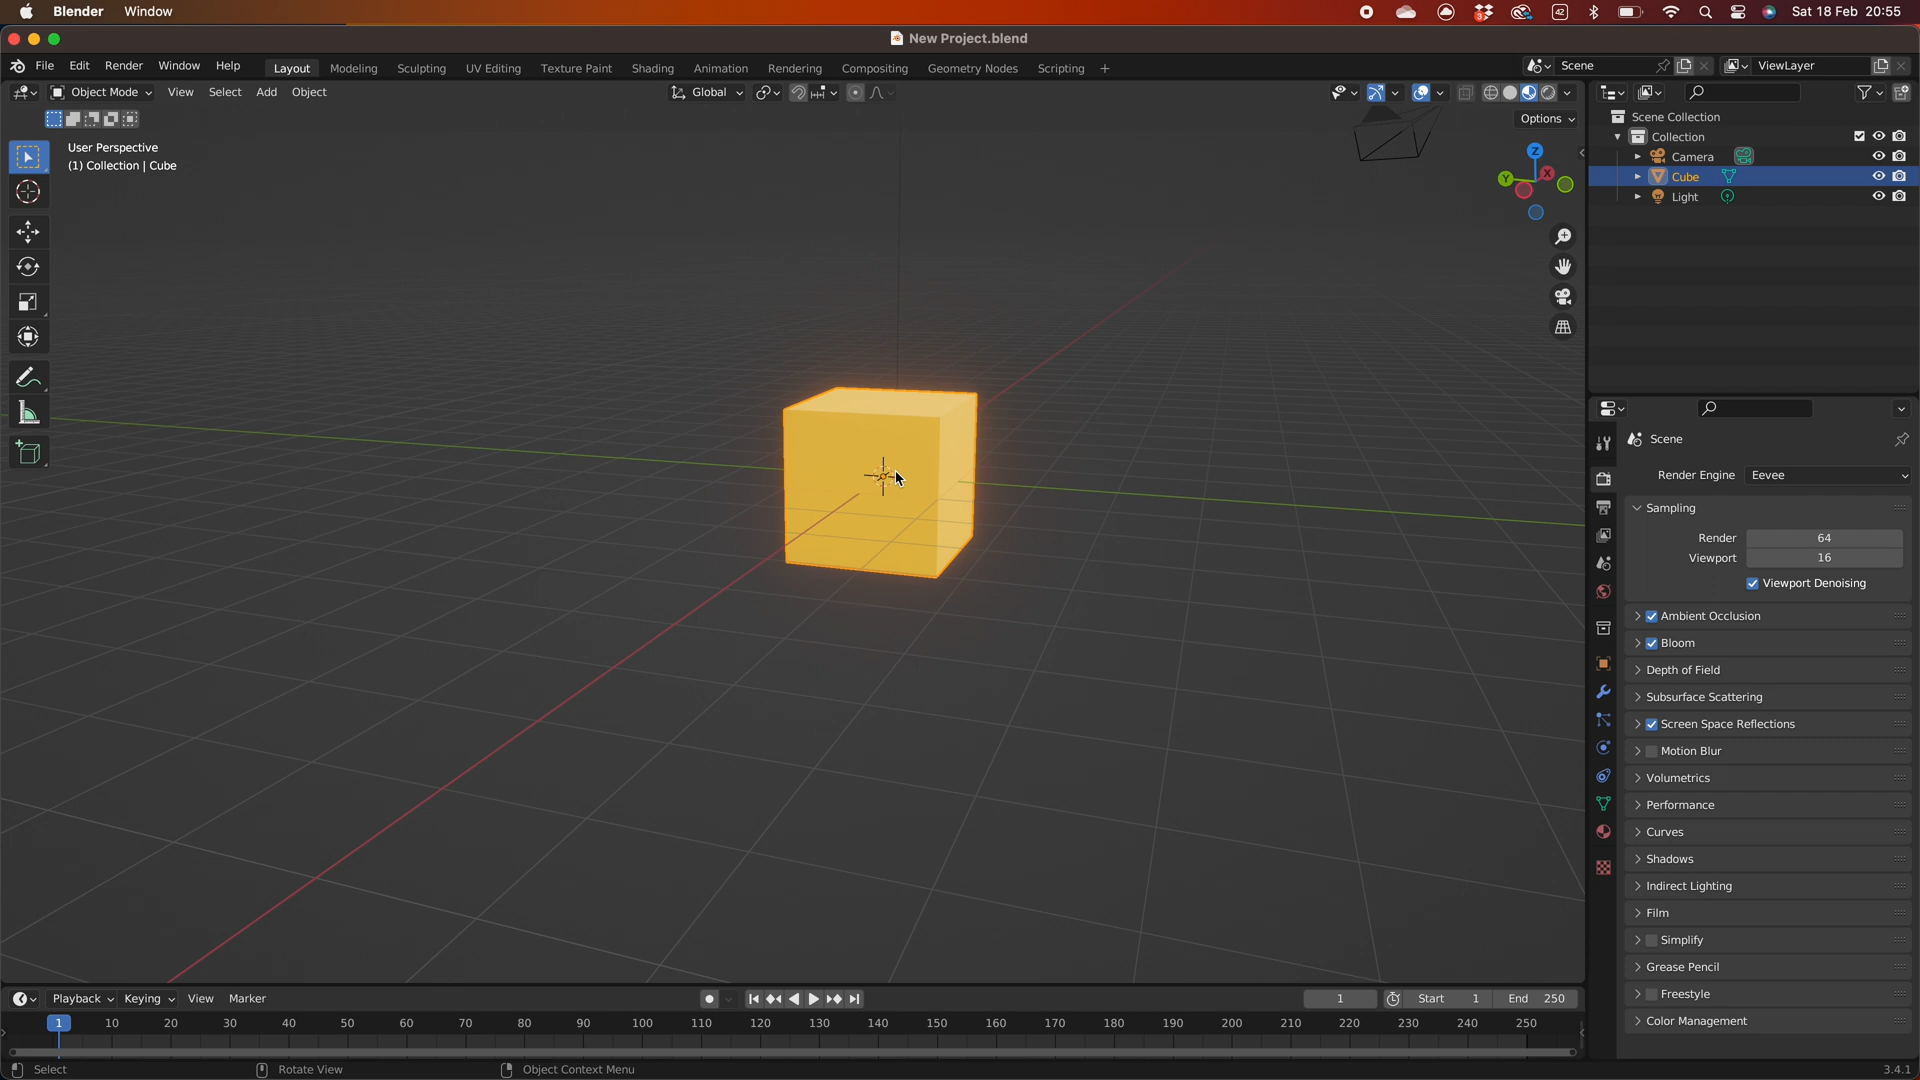 Blender Window 3 42 Sat 18 Feb 20:55
New Project.blend
File Edit Render Window Help Layout Modeling Sculpting UV Editing Texture Paint Shading Animation Rendering Compositing Geometry Nodes Scripting + Scene ViewLayer
Object Mode View Select Add Object Global
Options
User Perspective
(1) Collection | Cube
Z
Y X
Scene Collection
Collection
Camera
Cube
Light
Scene
Render Engine Eevee
Sampling
Render 64
Viewport 16
Viewport Denoising
Ambient Occlusion
Bloom
Depth of Field
Subsurface Scattering
Screen Space Reflections
Motion Blur
Volumetrics
Performance
Curves
Shadows
Indirect Lighting
Film
Simplify
Grease Pencil
Freestyle
Color Management
Playback Keying View Marker 1 Start 1 End 250
1 10 20 30 40 50 60 70 80 90 100 110 120 130 140 150 160 170 180 190 200 210 220 230 240 250
Select Rotate View Object Context Menu 3.4.1